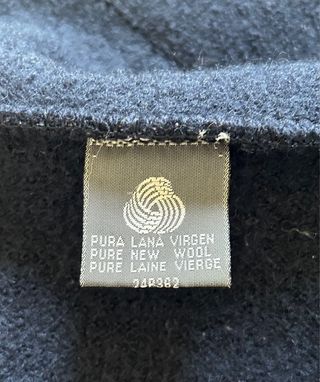 PURA LANA VIRGEN
PURE NEW WOOL
PURE LAINE VIERGE